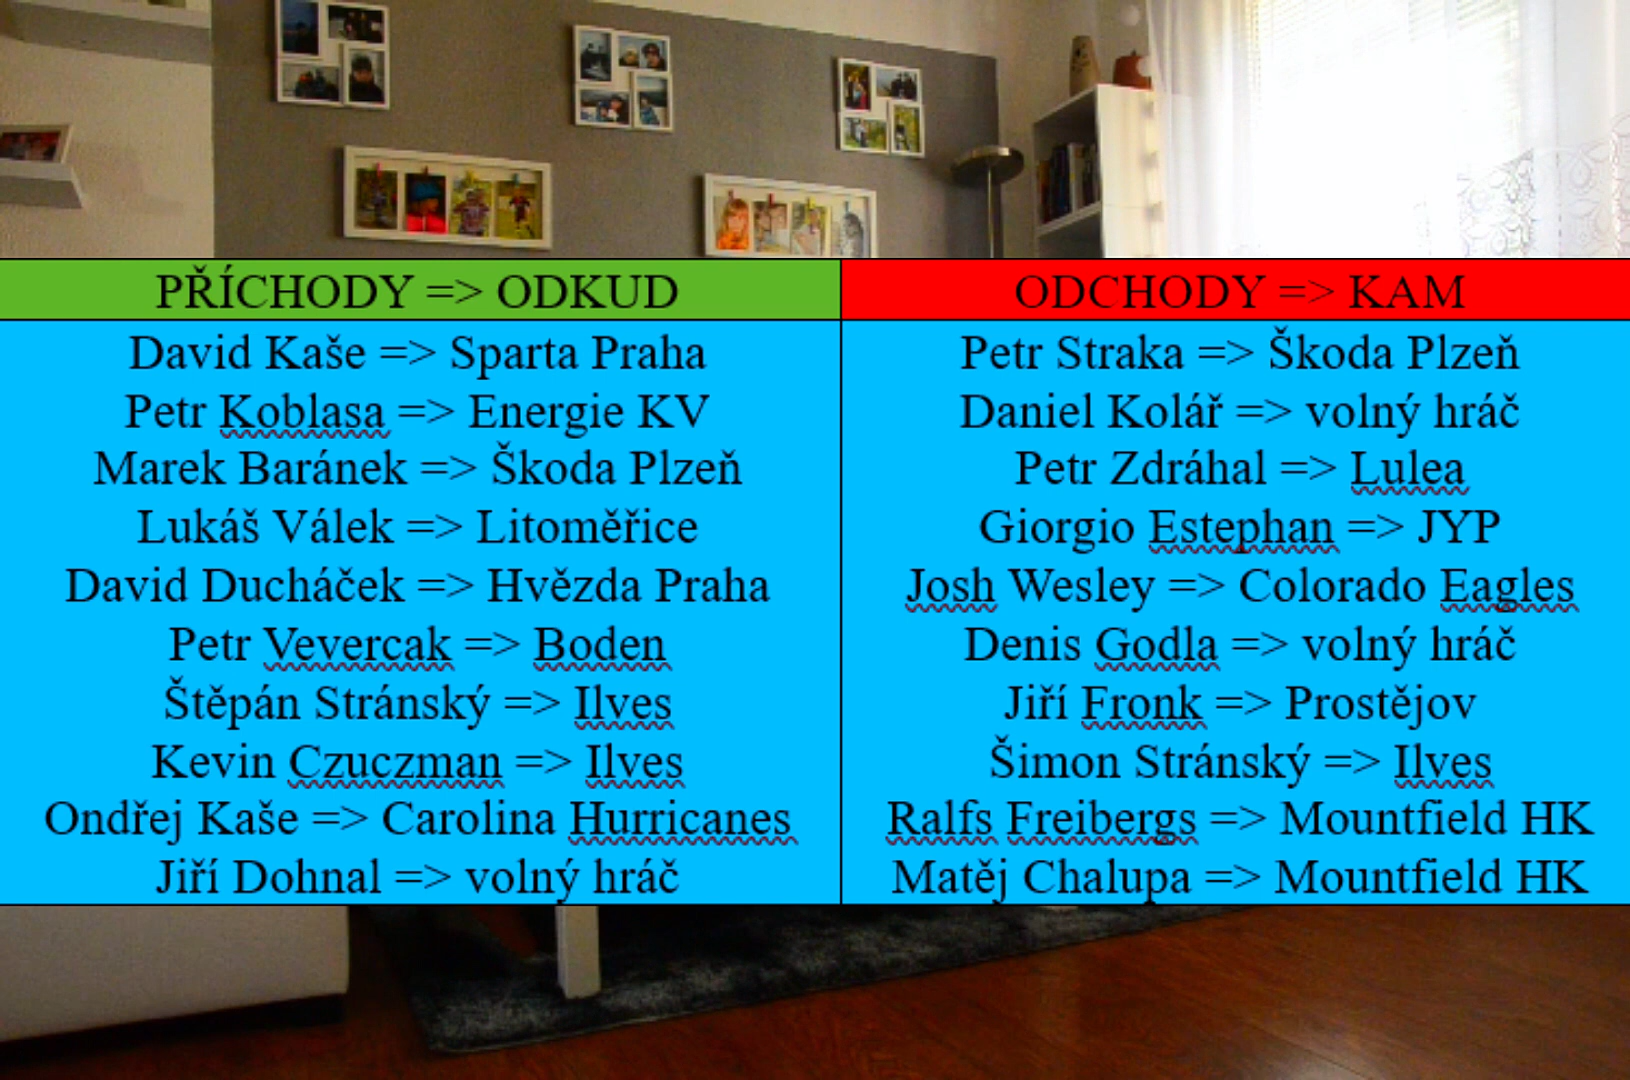 PŘÍCHODY => ODKUD
ODCHODY => KAM
David Kaše => Sparta Praha
Petr Straka => Škoda Plzeň
Petr Koblasa => Energie KV
Daniel Kolář => volný hráč
Marek Baránek => Škoda Plzeň
Petr Zdráhal => Lulea
Lukáš Válek => Litoměřice
Giorgio Estephan => JYP
David Ducháček => Hvězda Praha
Josh Wesley => Colorado Eagles
Petr Vevercak => Boden
Denis Godla => volný hráč
Štěpán Stránský => Ilves
Jiří Fronk => Prostějov
Kevin Czuczman => Ilves
Šimon Stránský => Ilves
Ondřej Kaše => Carolina Hurricanes
Ralfs Freibergs => Mountfield HK
Jiří Dohnal => volný hráč
Matěj Chalupa => Mountfield HK